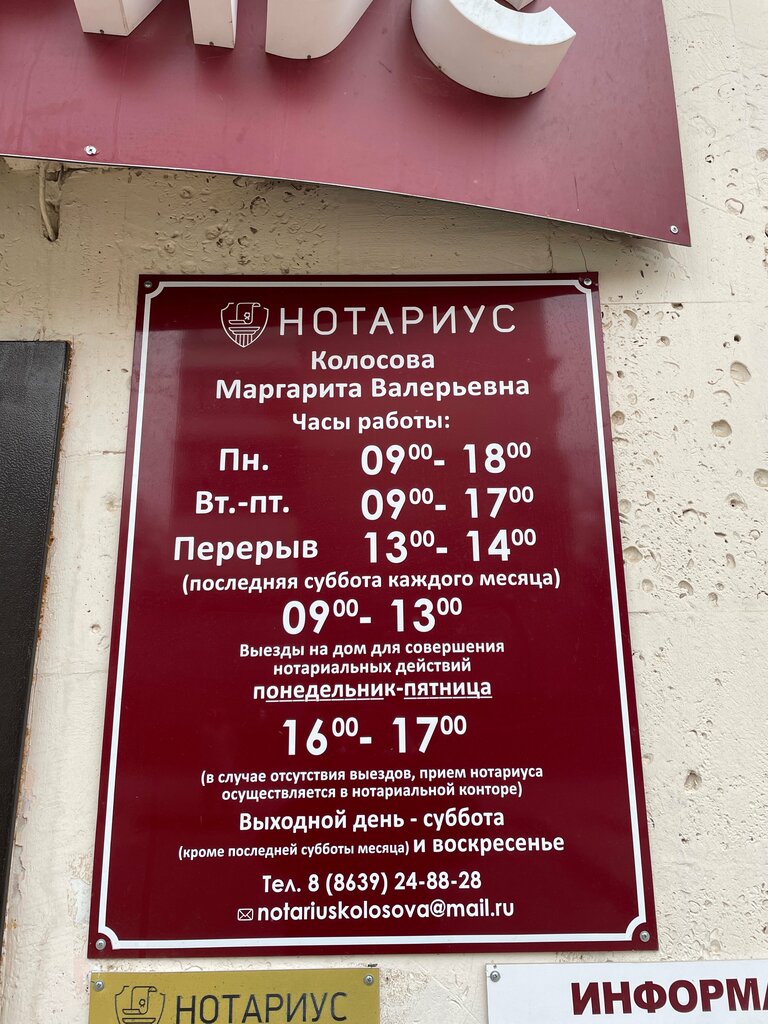 НОТАРИУС
Колосова
Маргарита Валерьевна
Часы работы:
Пн. 09⁰⁰- 18⁰⁰
Вт.-пт. 09⁰⁰- 17⁰⁰
Перерыв 13⁰⁰- 14⁰⁰
(последняя суббота каждого месяца)
09⁰⁰- 13⁰⁰
Выезды на дом для совершения
нотариальных действий
понедельник-пятница
16⁰⁰- 17⁰⁰
(в случае отсутствия выездов, прием нотариуса
осуществляется в нотариальной конторе)
Выходной день - суббота
(кроме последней субботы месяца) и воскресенье
Тел. 8 (8639) 24-88-28
notariuskolosova@mail.ru
НОТАРИУС